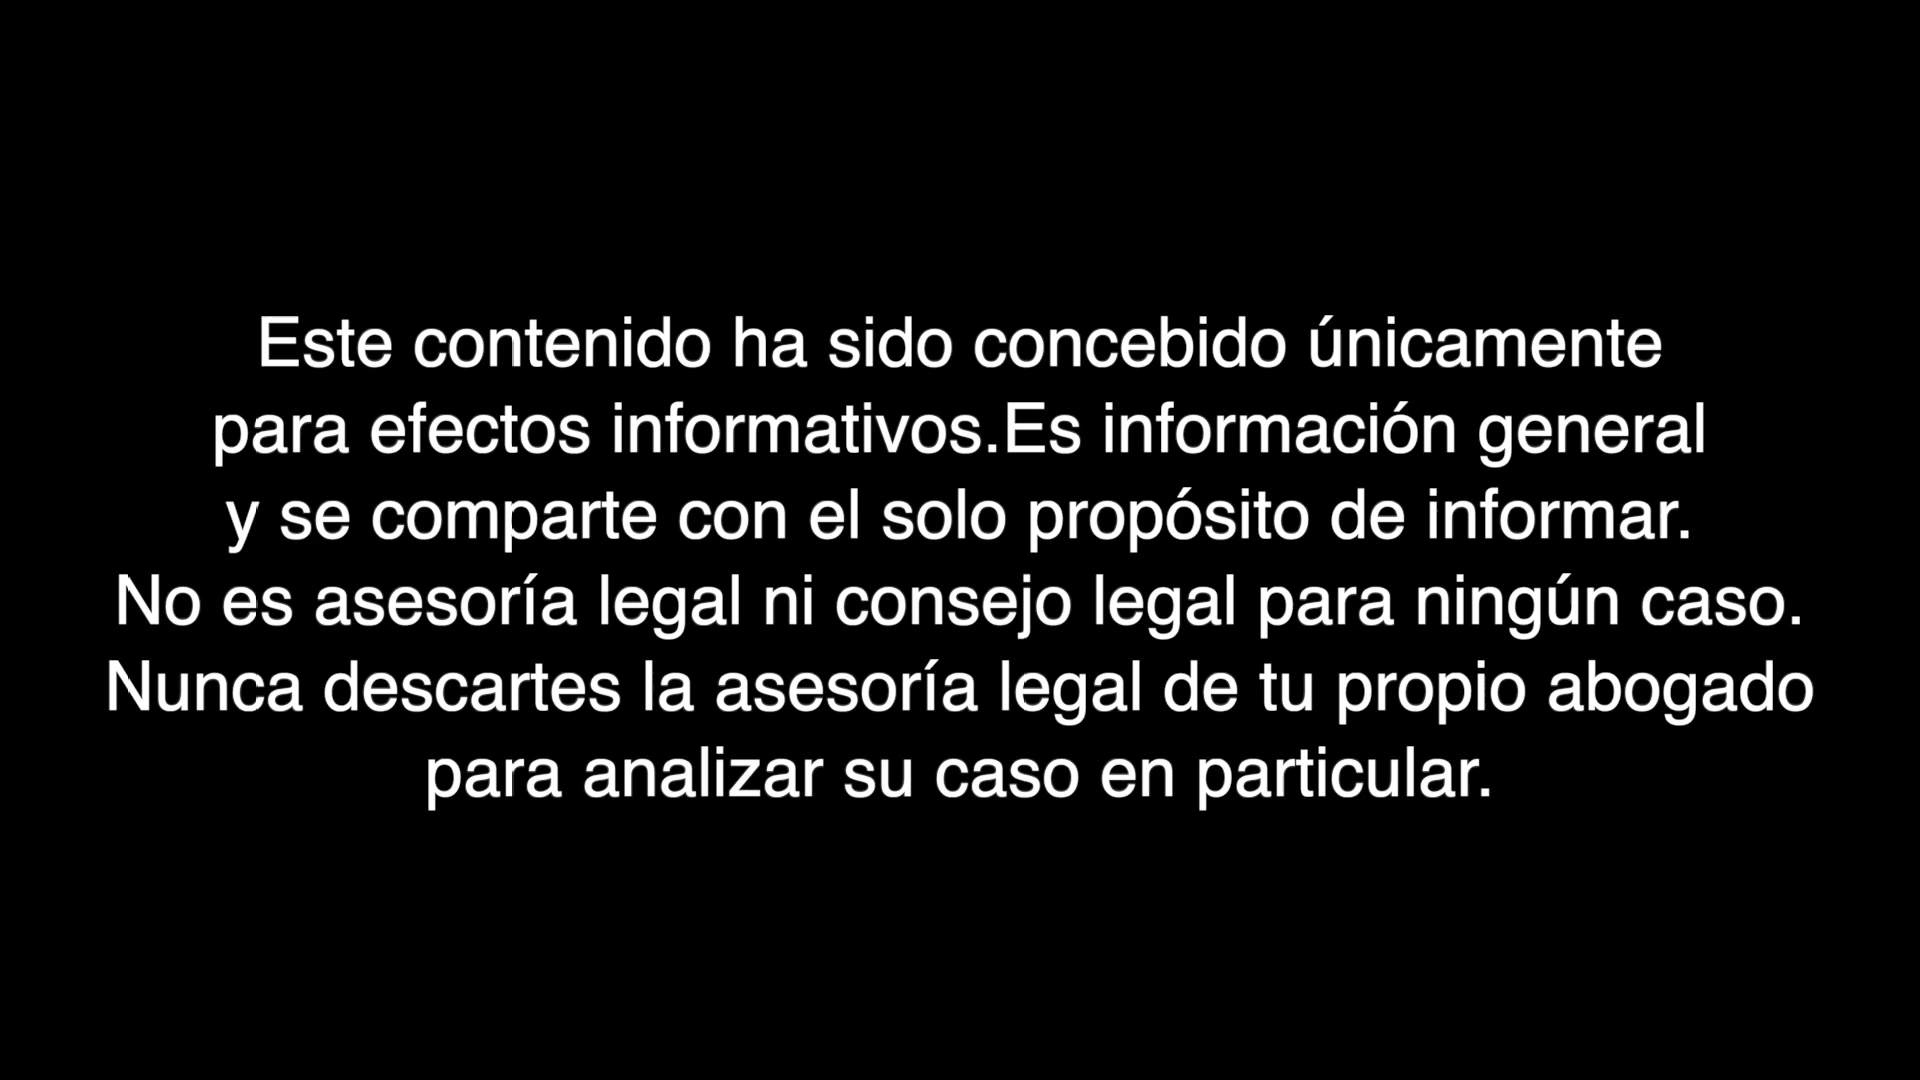 Este contenido ha sido concebido únicamente
para efectos informativos.Es información general
y se comparte con el solo propósito de informar.
No es asesoría legal ni consejo legal para ningún caso.
Nunca descartes la asesoría legal de tu propio abogado
para analizar su caso en particular.